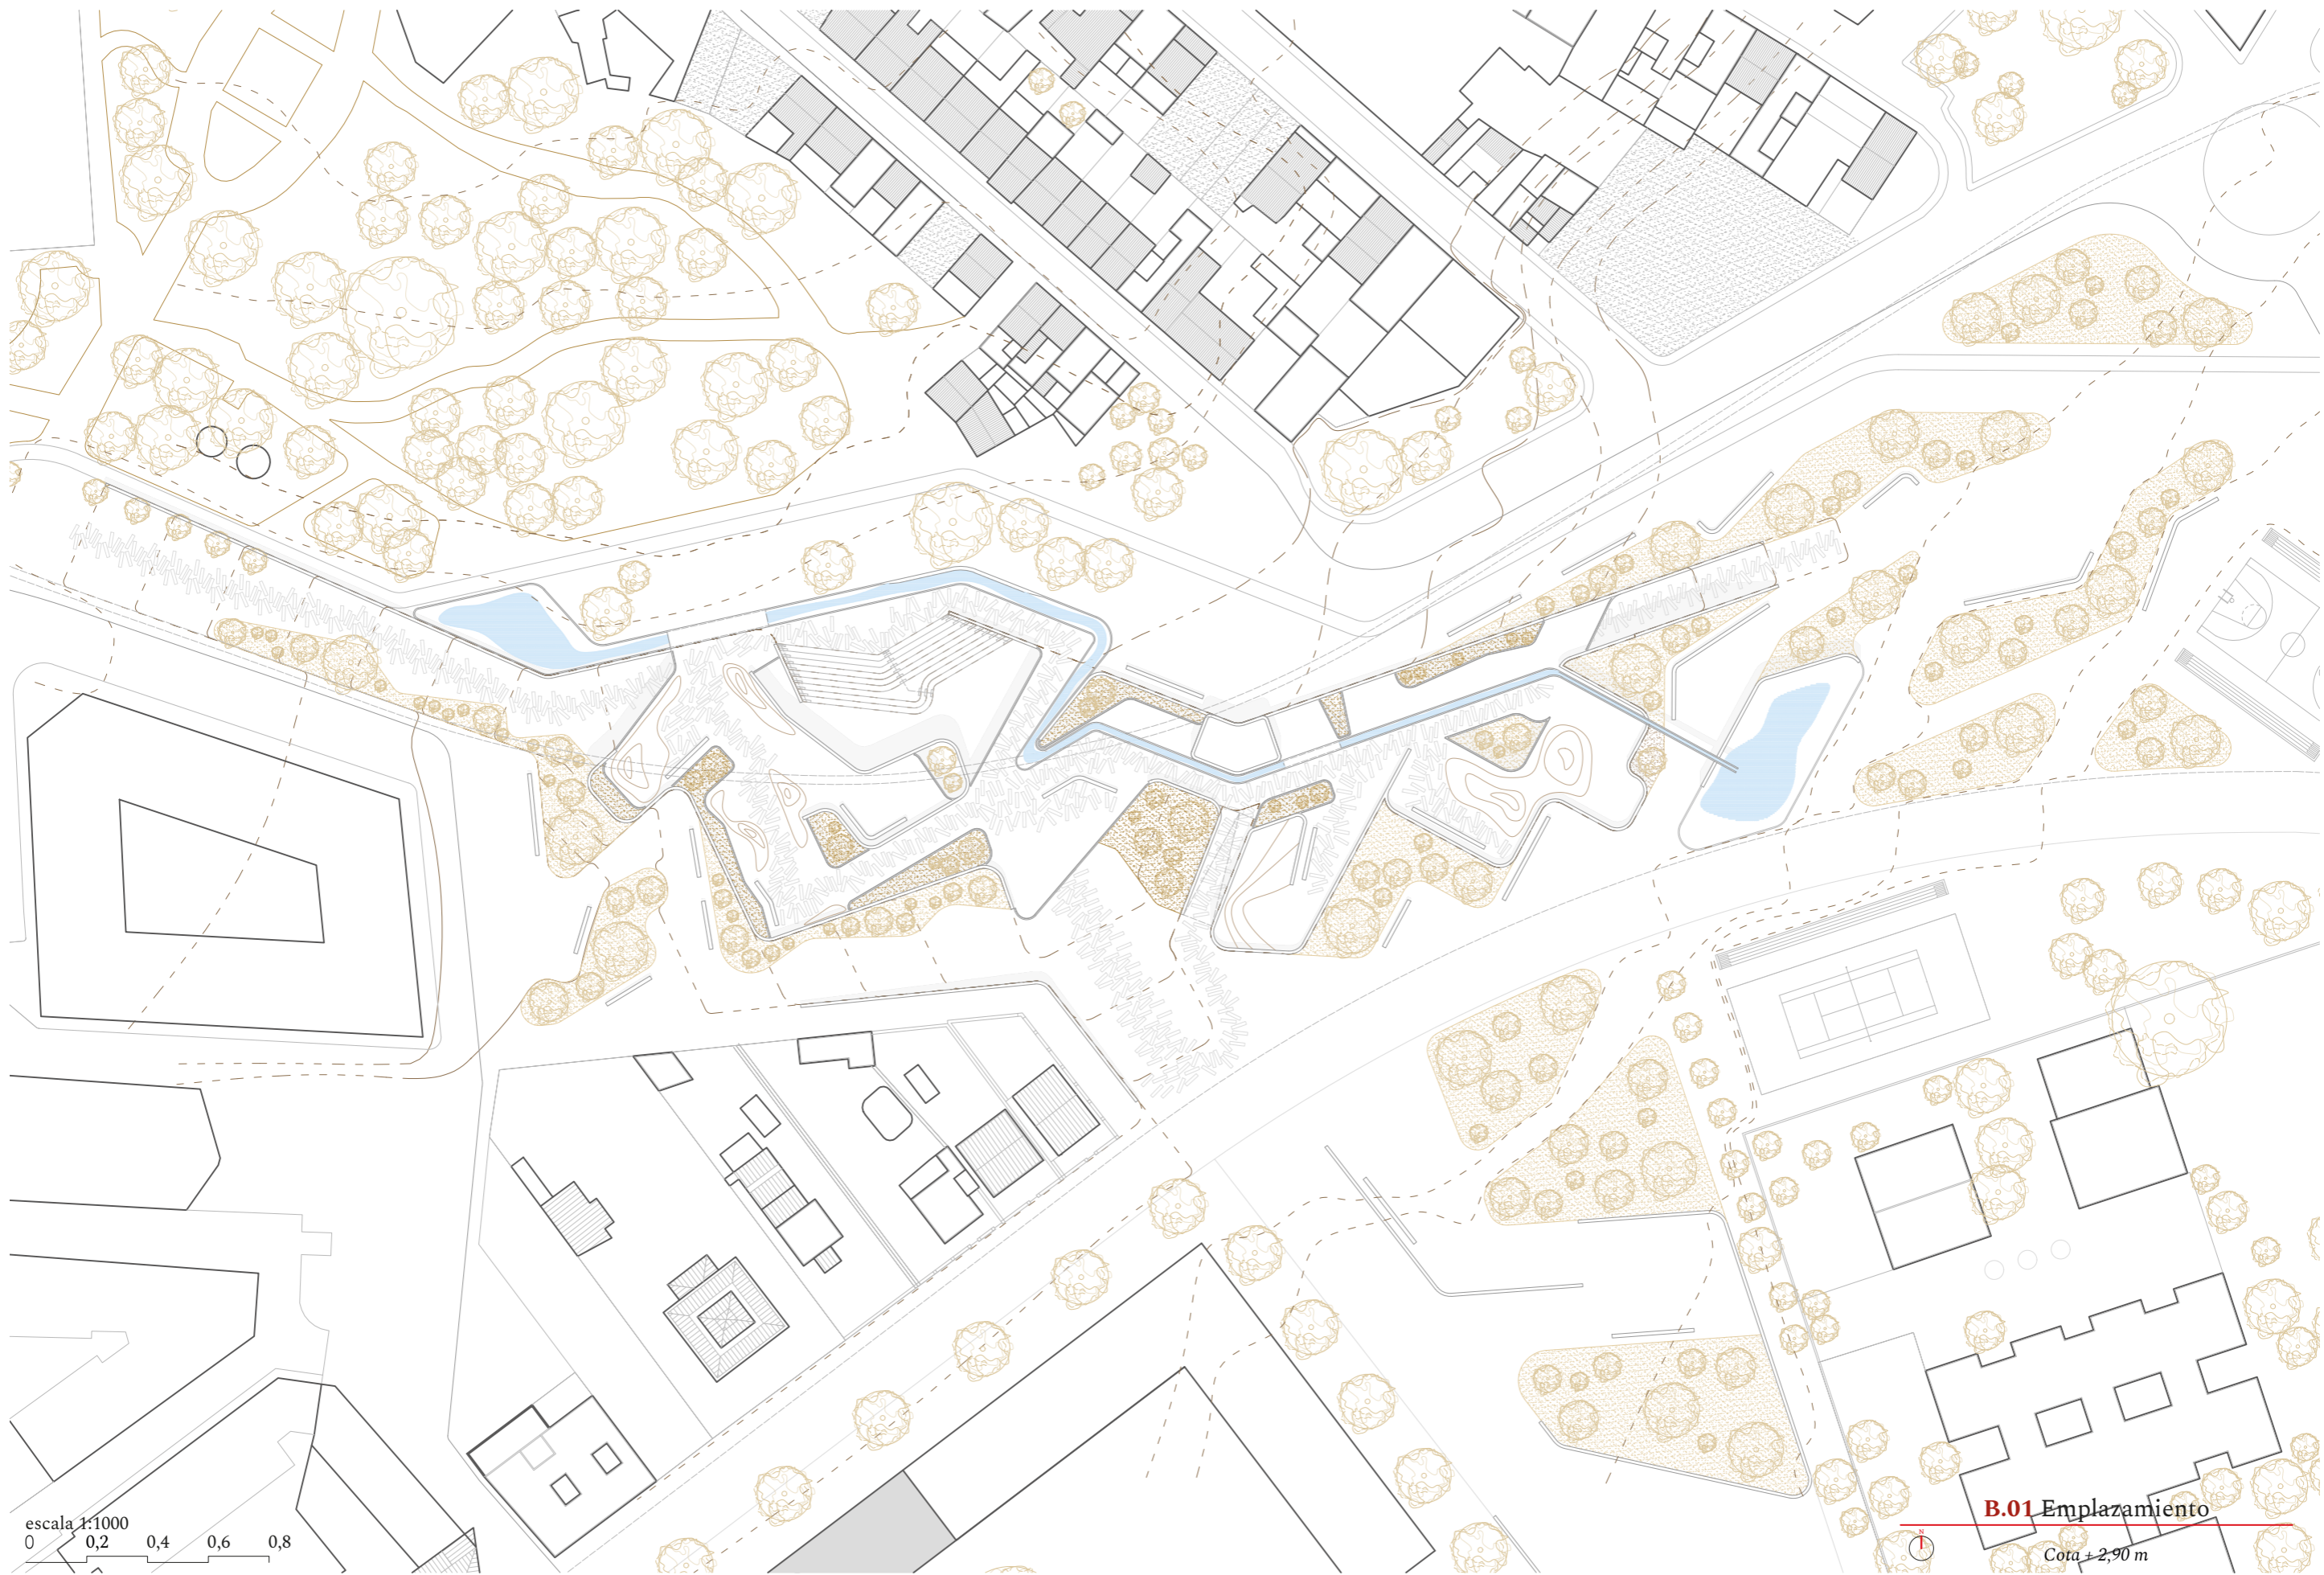 escala 1:1000
0 0,2 0,4 0,6 0,8
B.01 Emplazamiento
N
Cota + 2,90 m